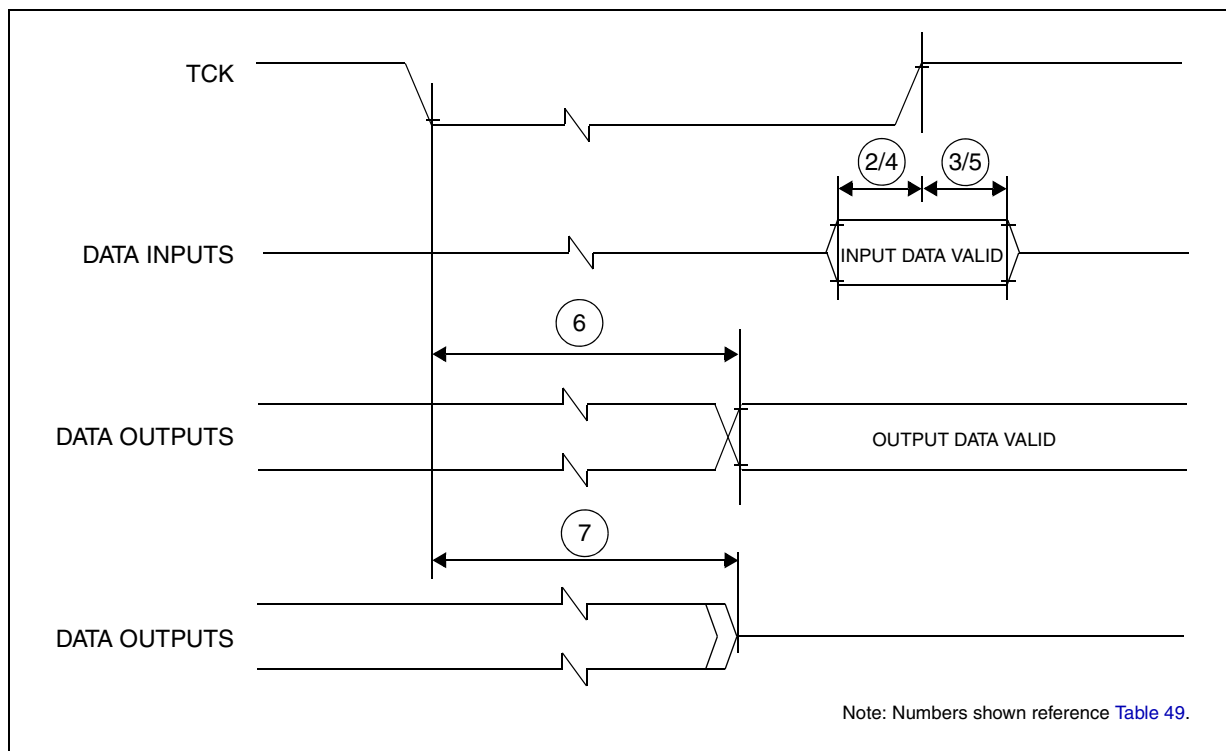 TCK
2/4
3/5
DATA INPUTS
INPUT DATA VALID
6
DATA OUTPUTS
OUTPUT DATA VALID
7
DATA OUTPUTS
Note: Numbers shown reference Table 49.